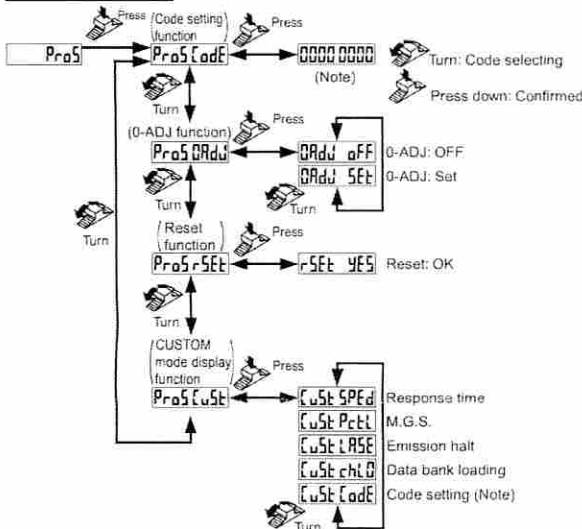 Press
(Code setting
function)
Press
ProS
ProS CodE
0000 0000
Turn: Code selecting
(Note)
Press down: Confirmed
Turn
(0-ADJ function)
Press
ProS 0Adj
0Adj oFF
0-ADJ: OFF
0Adj SEt
0-ADJ: Set
Turn
Turn
Turn
(Reset
function)
Press
ProS rSEt
rSEt YES
Reset: OK
Turn
(CUSTOM
mode display
function)
Press
ProS CuSt
CuSt SPEd
Response time
CuSt PctL
M.G.S.
CuSt LASE
Emission halt
CuSt chLO
Data bank loading
CuSt CodE
Code setting (Note)
Turn